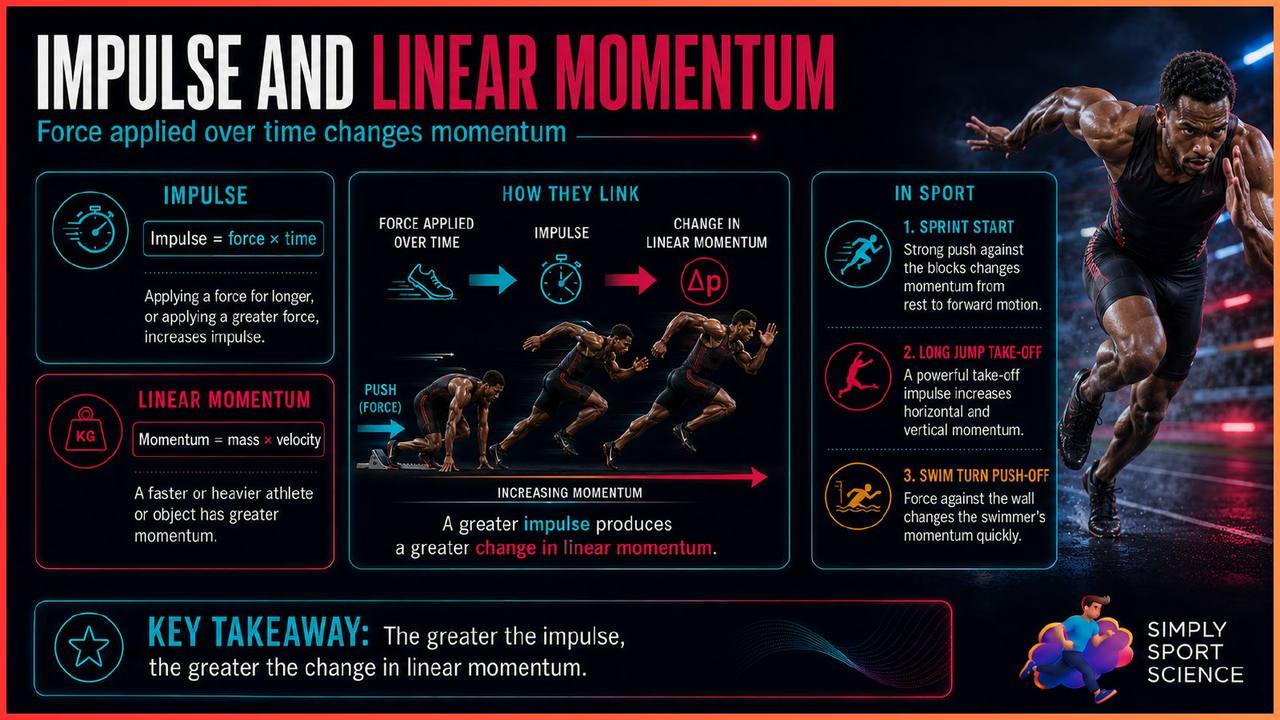 IMPULSE AND LINEAR MOMENTUM
Force applied over time changes momentum
IMPULSE
Impulse = force × time
Applying a force for longer,
or applying a greater force,
increases impulse.
LINEAR MOMENTUM
KG
Momentum = mass × velocity
A faster or heavier athlete
or object has greater
momentum.
HOW THEY LINK
FORCE APPLIED
OVER TIME
IMPULSE
CHANGE IN
LINEAR MOMENTUM
Δp
PUSH
(FORCE)
INCREASING MOMENTUM
A greater impulse produces
a greater change in linear momentum.
IN SPORT
1. SPRINT START
Strong push against
the blocks changes
momentum from
rest to forward motion.
2. LONG JUMP TAKE-OFF
A powerful take-off
impulse increases
horizontal and
vertical momentum.
3. SWIM TURN PUSH-OFF
Force against the wall
changes the swimmer's
momentum quickly.
KEY TAKEAWAY: The greater the impulse,
the greater the change in linear momentum.
SIMPLY
SPORT
SCIENCE